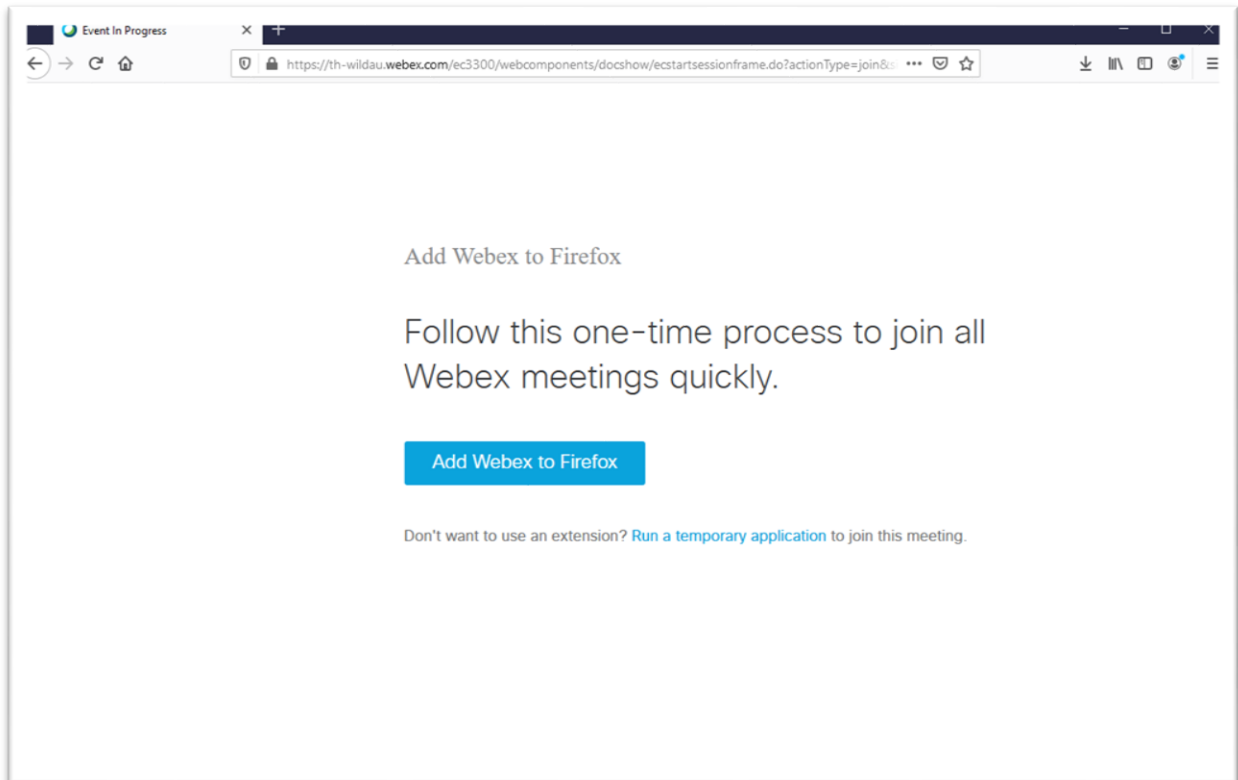 Event In Progress
https://th-wildau.webex.com/ec3300/webcomponents/docshow/ecstartsessionframe.do?actionType=join&
Add Webex to Firefox
Follow this one-time process to join all
Webex meetings quickly.
Add Webex to Firefox
Don't want to use an extension? Run a temporary application to join this meeting.